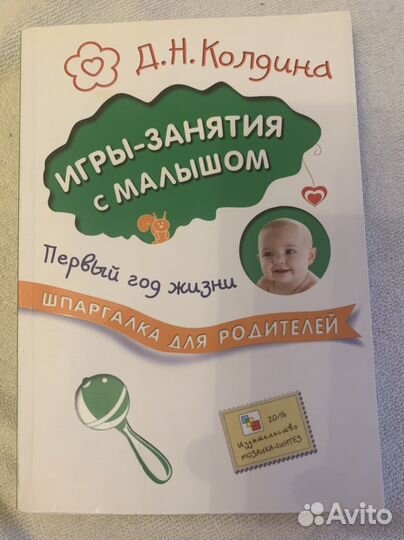 Д.Н.Колдина
ИГРЫ-ЗАНЯТИЯ
С МАЛЫШОМ
Первый год жизни
ШПАРГАЛКА ДЛЯ РОДИТЕЛЕЙ
2016
Издательство
МОЗАИКА-СИНТЕЗ
Avito